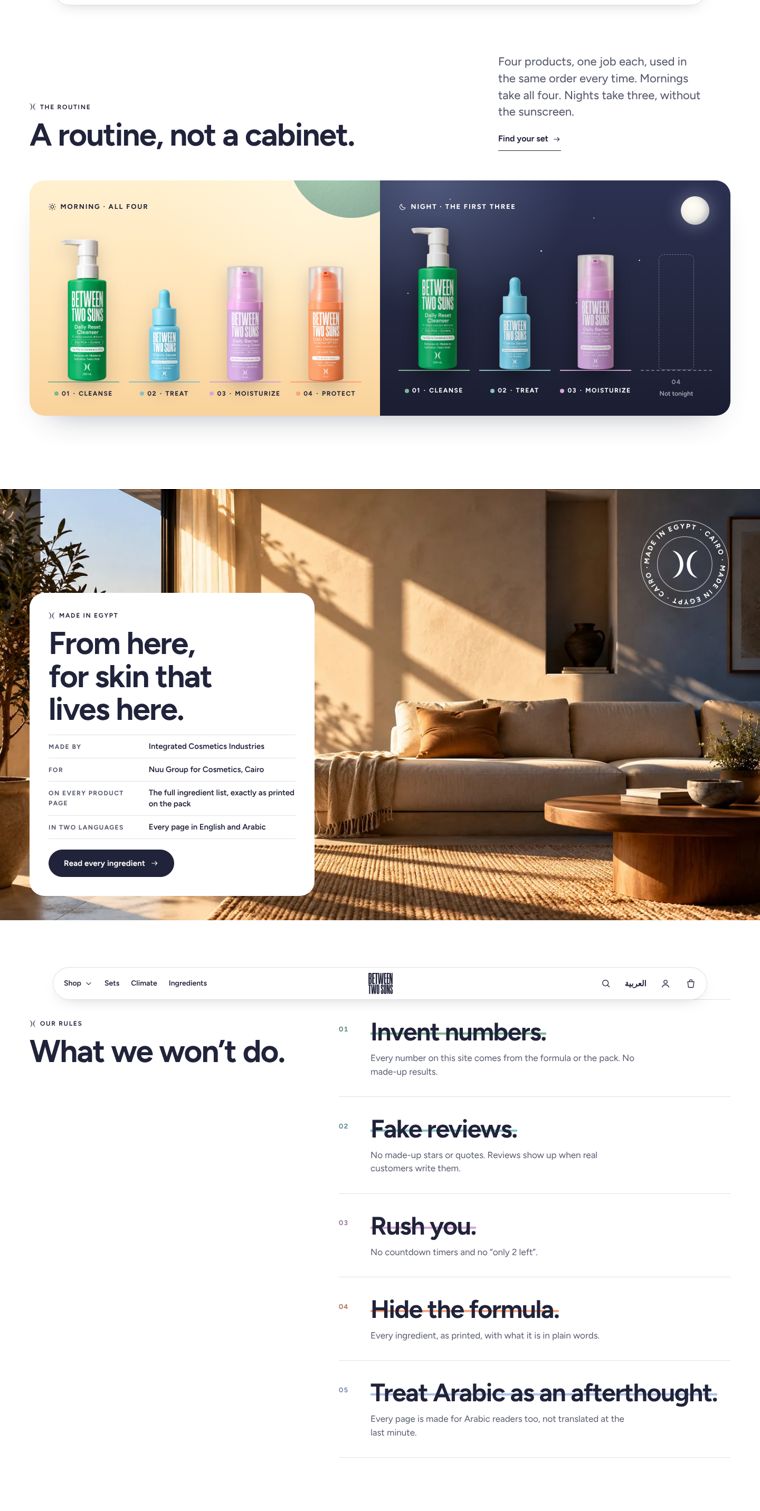 THE ROUTINE
A routine, not a cabinet.
Four products, one job each, used in
the same order every time. Mornings
take all four. Nights take three, without
the sunscreen.
Find your set →
MORNING · ALL FOUR
BETWEEN
TWO SUNS
Daily Reset
Cleanser
BETWEEN
TWO SUNS
BETWEEN
TWO SUNS
BETWEEN
TWO SUNS
01 · CLEANSE
02 · TREAT
03 · MOISTURIZE
04 · PROTECT
NIGHT · THE FIRST THREE
BETWEEN
TWO SUNS
Daily Reset
Cleanser
BETWEEN
TWO SUNS
BETWEEN
TWO SUNS
01 · CLEANSE
02 · TREAT
03 · MOISTURIZE
04
Not tonight
MADE IN EGYPT · CAIRO · MADE IN EGYPT · CAIRO ·
MADE IN EGYPT
From here,
for skin that
lives here.
MADE BY Integrated Cosmetics Industries
FOR Nuu Group for Cosmetics, Cairo
ON EVERY PRODUCT PAGE The full ingredient list, exactly as printed
on the pack
IN TWO LANGUAGES Every page in English and Arabic
Read every ingredient →
Shop Sets Climate Ingredients
BETWEEN
TWO SUNS
العربية
OUR RULES
What we won’t do.
01 Invent numbers.
Every number on this site comes from the formula or the pack. No
made-up results.
02 Fake reviews.
No made-up stars or quotes. Reviews show up when real
customers write them.
03 Rush you.
No countdown timers and no “only 2 left”.
04 Hide the formula.
Every ingredient, as printed, with what it is in plain words.
05 Treat Arabic as an afterthought.
Every page is made for Arabic readers too, not translated at the
last minute.